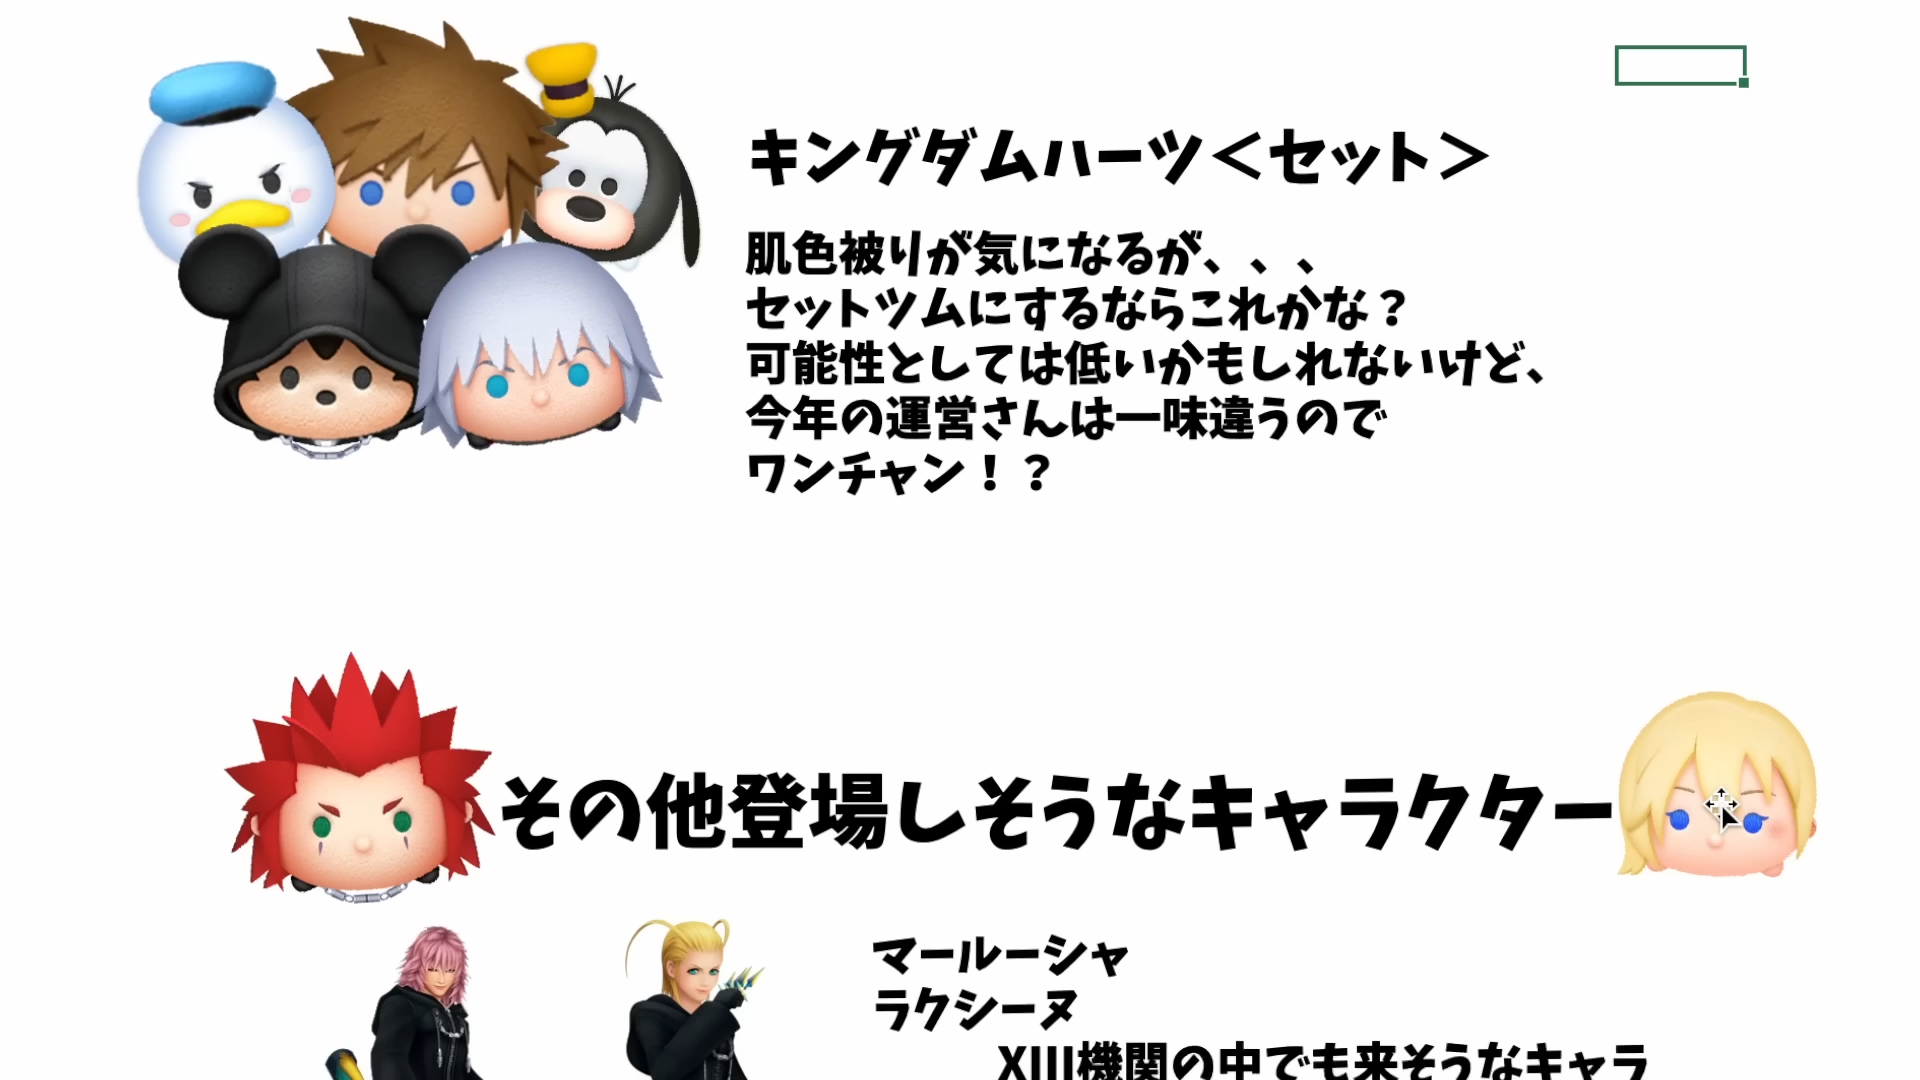 キングダムハーツ＜セット＞
肌色被りが気になるが、、、
セットツムにするならこれかな？
可能性としては低いかもしれないけど、
今年の運営さんは一味違うので
ワンチャン！？
その他登場しそうなキャラクター
マールーシャ
ラクシーヌ
XIII機関の中でも来そうなキャラ